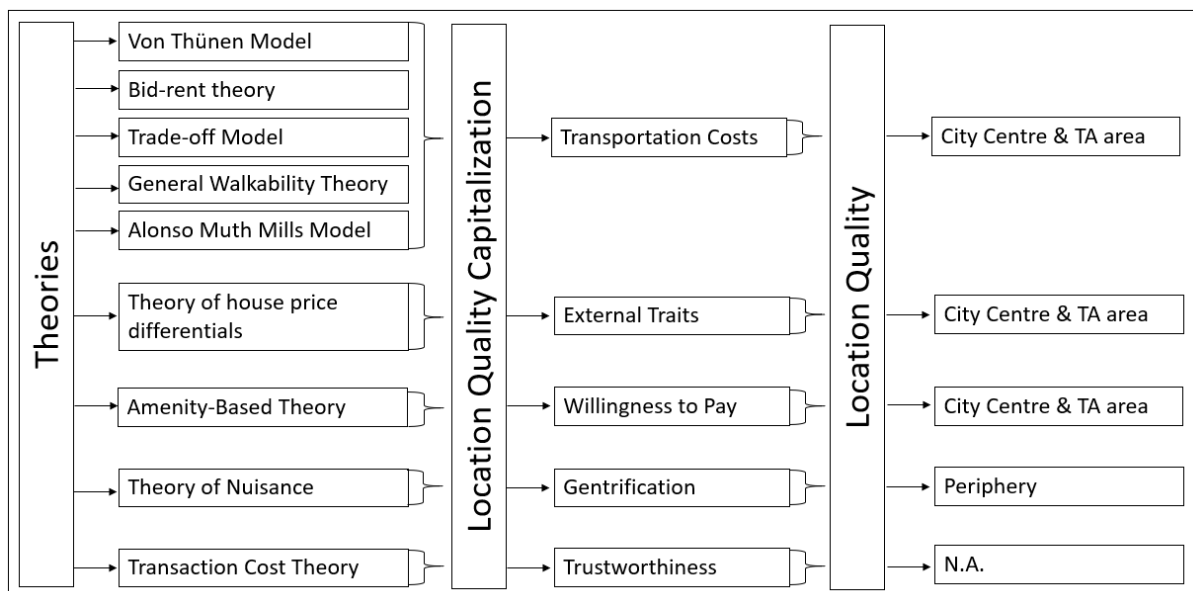 Theories
Von Thünen Model
Bid-rent theory
Trade-off Model
General Walkability Theory
Alonso Muth Mills Model
Theory of house price
differentials
Amenity-Based Theory
Theory of Nuisance
Transaction Cost Theory
Location Quality Capitalization
Transportation Costs
External Traits
Willingness to Pay
Gentrification
Trustworthiness
Location Quality
City Centre & TA area
City Centre & TA area
City Centre & TA area
Periphery
N.A.